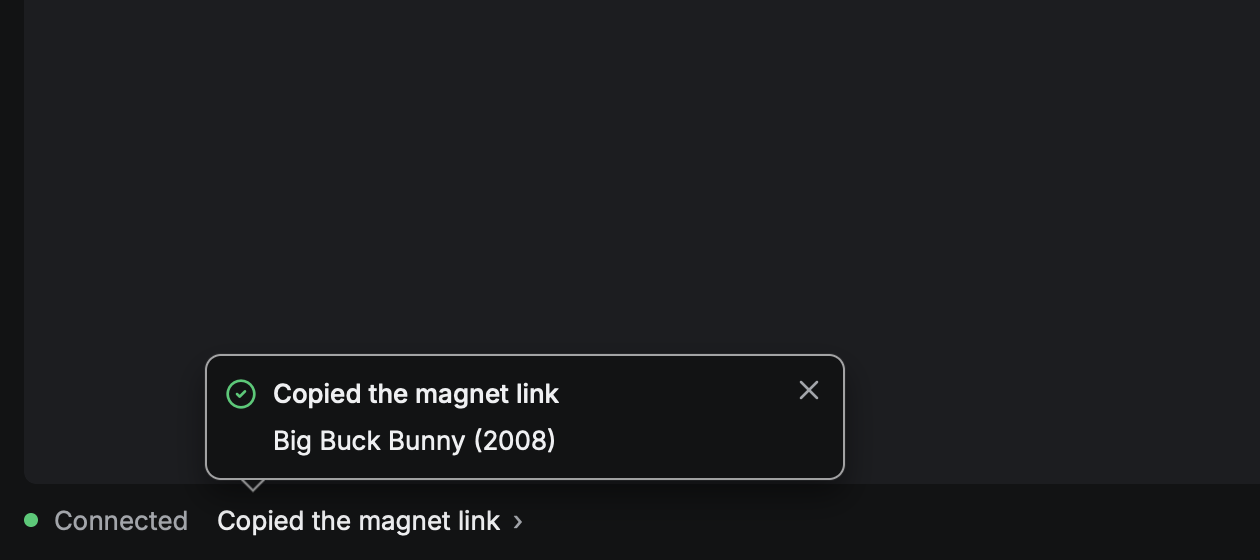 Copied the magnet link
Big Buck Bunny (2008)
Connected
Copied the magnet link ›